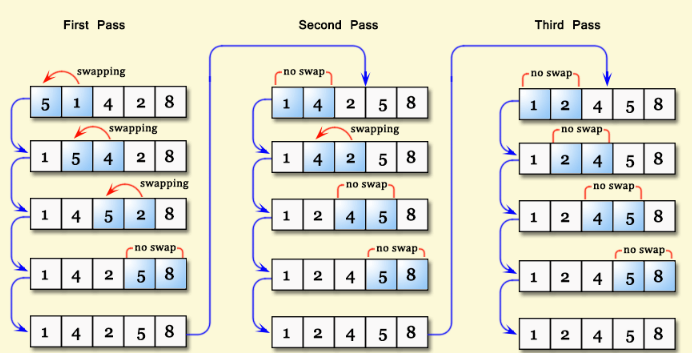 First Pass
swapping
5 1 4 2 8
swapping
1 5 4 2 8
swapping
1 4 5 2 8
no swap
1 4 2 5 8
1 4 2 5 8
Second Pass
no swap
1 4 2 5 8
swapping
1 4 2 5 8
no swap
1 2 4 5 8
no swap
1 2 4 5 8
1 2 4 5 8
Third Pass
no swap
1 2 4 5 8
no swap
1 2 4 5 8
no swap
1 2 4 5 8
no swap
1 2 4 5 8
1 2 4 5 8